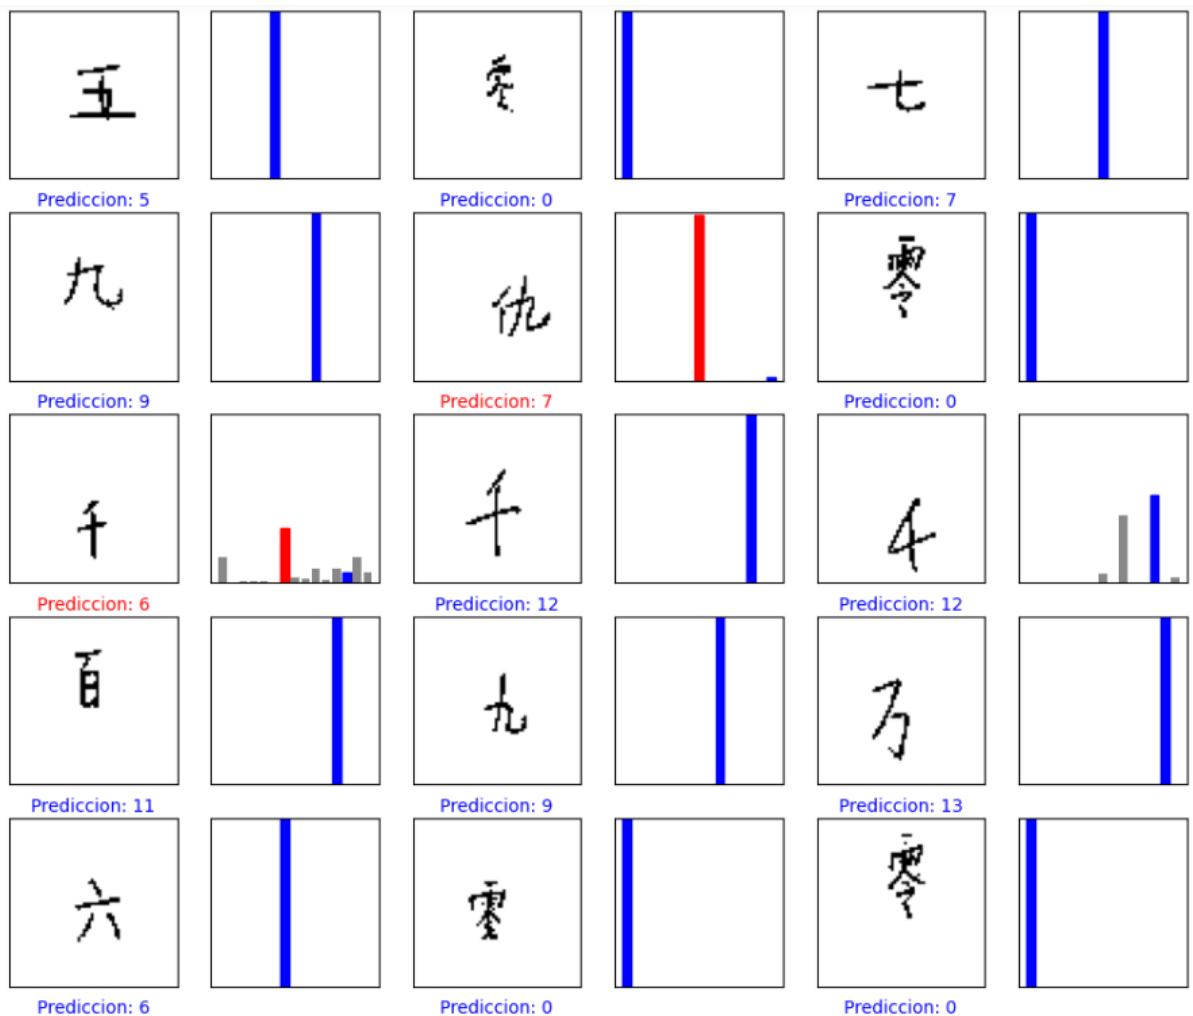 五 零 七
Prediccion: 5 Prediccion: 0 Prediccion: 7
九 零
Prediccion: 9 Prediccion: 7 Prediccion: 0
千 千 千
Prediccion: 6 Prediccion: 12 Prediccion: 12
百 九 万
Prediccion: 11 Prediccion: 9 Prediccion: 13
六 零 零
Prediccion: 6 Prediccion: 0 Prediccion: 0